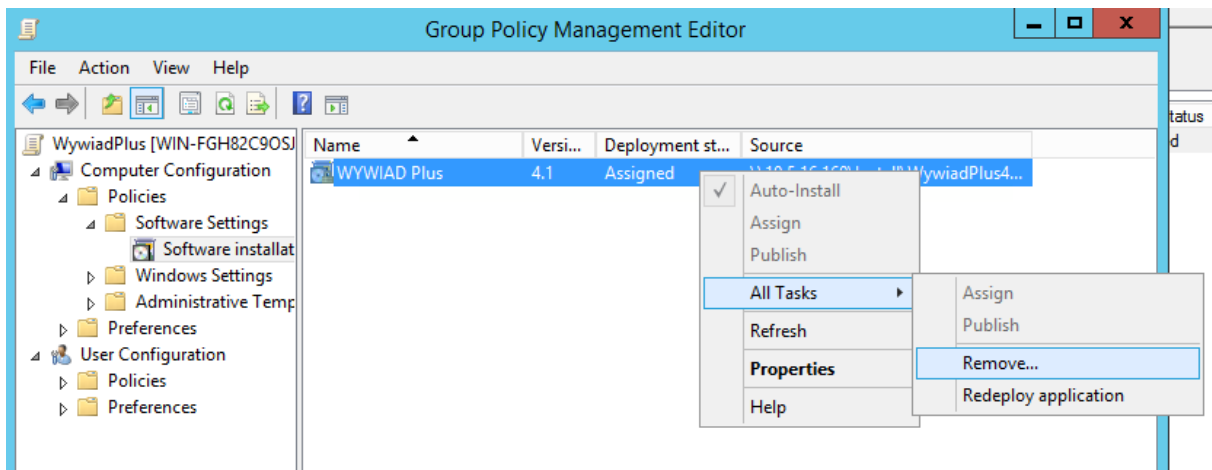 Group Policy Management Editor
File Action View Help
tatus
WywiadPlus [WIN-FGH82C9OSJ
Name Versi... Deployment st... Source
d
Computer Configuration
WYWIAD Plus 4.1 Assigned WywiadPlus4...
Policies
Auto-Install
Software Settings
Assign
Software installat
Publish
Windows Settings
All Tasks
Assign
Administrative Temp
Publish
Preferences
Refresh
User Configuration
Remove...
Policies
Properties
Redeploy application
Preferences
Help